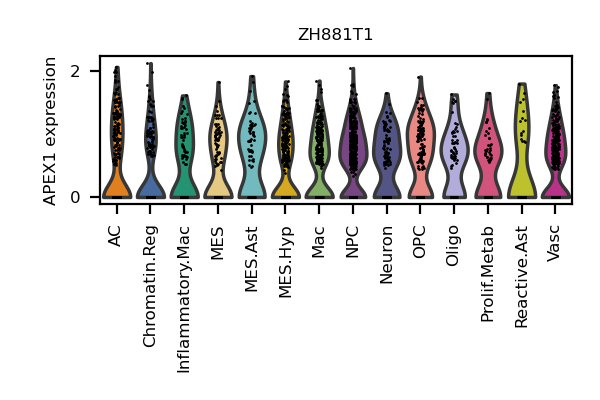 ZH881T1
APEX1 expression
2
0
AC
Chromatin.Reg
Inflammatory.Mac
MES
MES.Ast
MES.Hyp
Mac
NPC
Neuron
OPC
Oligo
Prolif.Metab
Reactive.Ast
Vasc